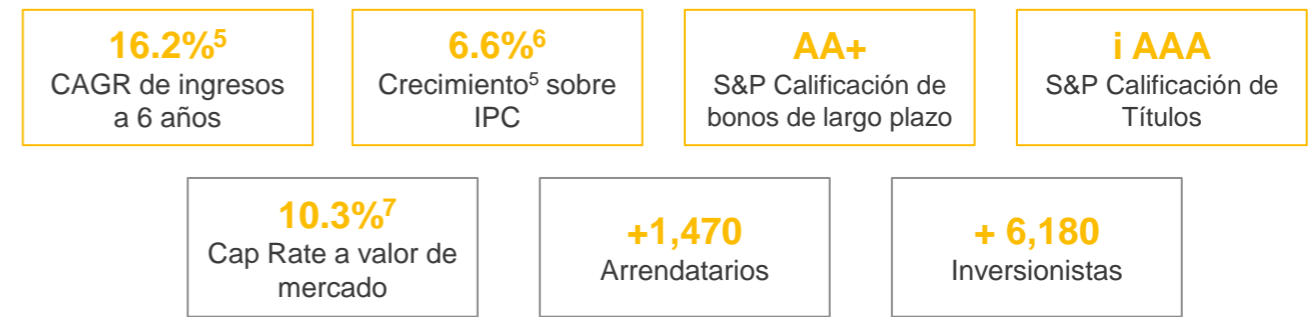 16.2%⁵
CAGR de ingresos
a 6 años
6.6%⁶
Crecimiento⁵ sobre
IPC
AA+
S&P Calificación de
bonos de largo plazo
i AAA
S&P Calificación de
Títulos
10.3%⁷
Cap Rate a valor de
mercado
+1,470
Arrendatarios
+ 6,180
Inversionistas